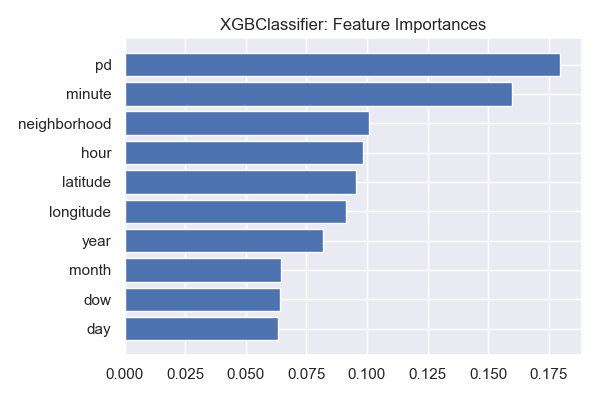 XGBClassifier: Feature Importances
pd
minute
neighborhood
hour
latitude
longitude
year
month
dow
day
0.000 0.025 0.050 0.075 0.100 0.125 0.150 0.175